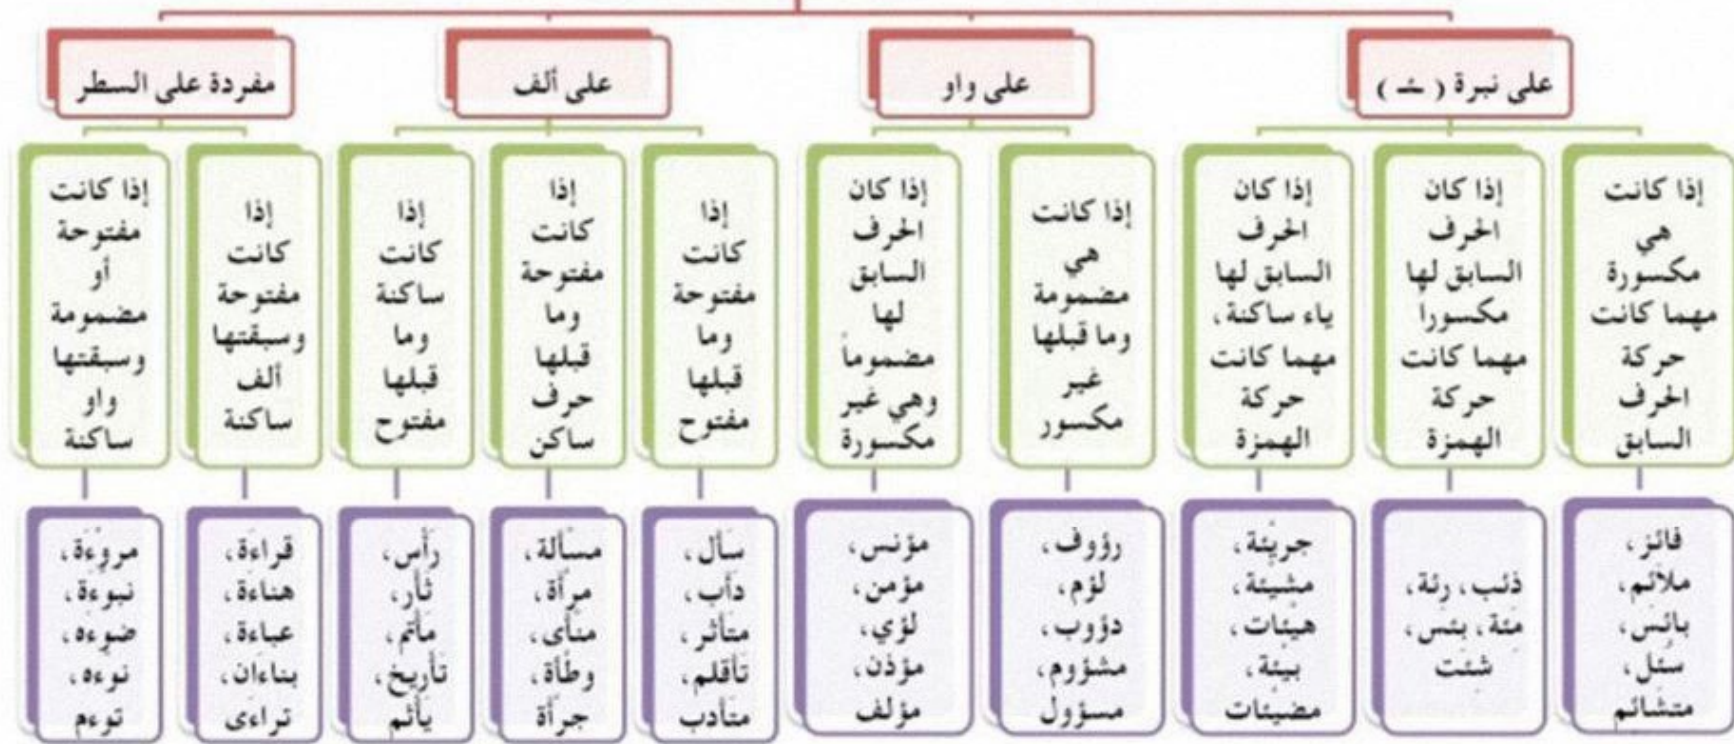 على نبرة ( ئـ )
على واو
على ألف
مفردة على السطر
إذا كانت
هي
مكسورة
مهما كانت
حركة
الحرف
السابق
إذا كان
الحرف
السابق لها
مكسوراً
مهما كانت
حركة
الهمزة
إذا كان
الحرف
السابق لها
ياء ساكنة،
مهما كانت
حركة
الهمزة
إذا كانت
هي
مضمومة
وما قبلها
غير
مكسور
إذا كان
الحرف
السابق
لها
مضموماً
وهي غير
مكسورة
إذا
كانت
مفتوحة
وما
قبلها
مفتوح
إذا
كانت
مفتوحة
وما
قبلها
حرف
ساكن
إذا
كانت
ساكنة
وما
قبلها
مفتوح
إذا
كانت
مفتوحة
وسبقتها
ألف
ساكنة
إذا كانت
مفتوحة
أو
مضمومة
وسبقتها
واو
ساكنة
فائز،
ملائم،
بائس،
سئل،
متشائم
ذئب، رئة،
مئة، بئس،
شئت
جريئة،
مشيئة،
هيئات،
بيئة،
مضيئات
رؤوف،
لؤم،
دؤوب،
مشؤوم،
مسؤول
مؤنس،
مؤمن،
لؤي،
مؤذن،
مؤلف
سأل،
دأب،
متأثر،
تأقلم،
متأدب
مسألة،
مرأة،
منأى،
وطأة،
جرأة
رأس،
ثأر،
مأتم،
تأريخ،
يأثم
قراءة،
هناءة،
عباءة،
بناءان،
تراءى
مروءة،
نبوءة،
ضوءه،
نوءه،
توءم